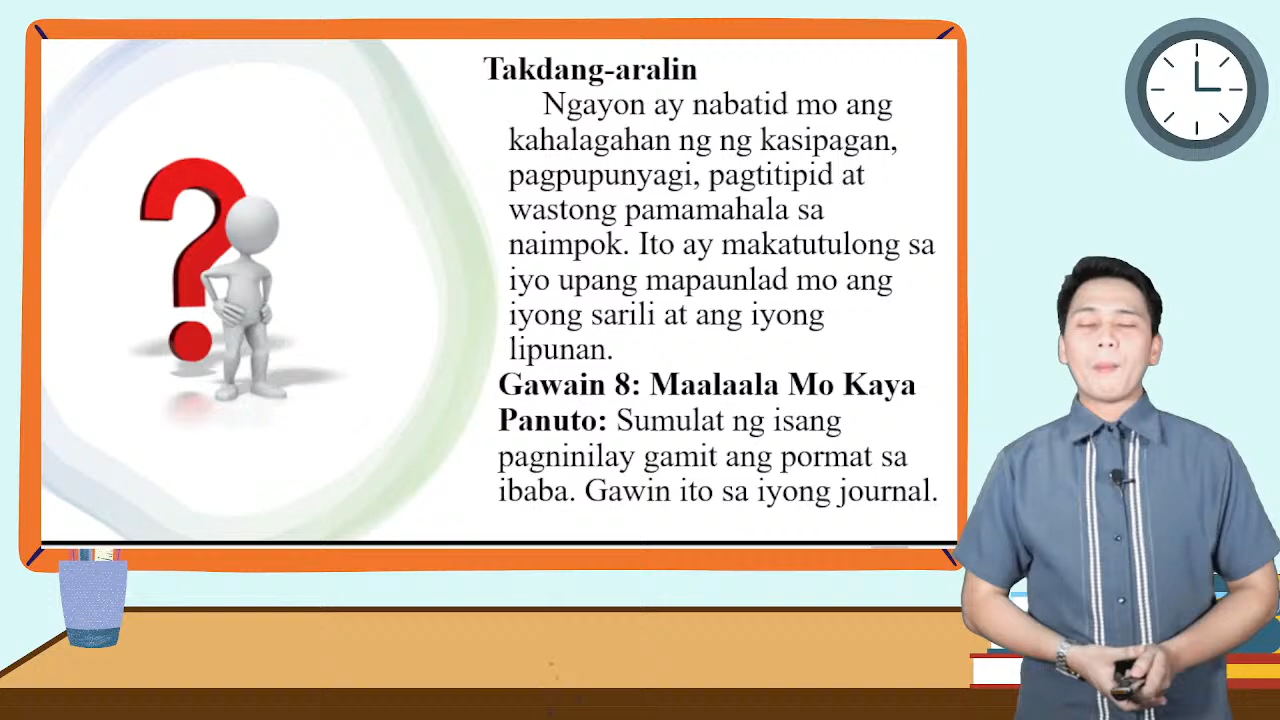 Takdang-aralin
Ngayon ay nabatid mo ang
kahalagahan ng ng kasipagan,
pagpupunyagi, pagtitipid at
wastong pamamahala sa
naimpok. Ito ay makatutulong sa
iyo upang mapaunlad mo ang
iyong sarili at ang iyong
lipunan.
Gawain 8: Maalaala Mo Kaya
Panuto: Sumulat ng isang
pagninilay gamit ang pormat sa
ibaba. Gawin ito sa iyong journal.